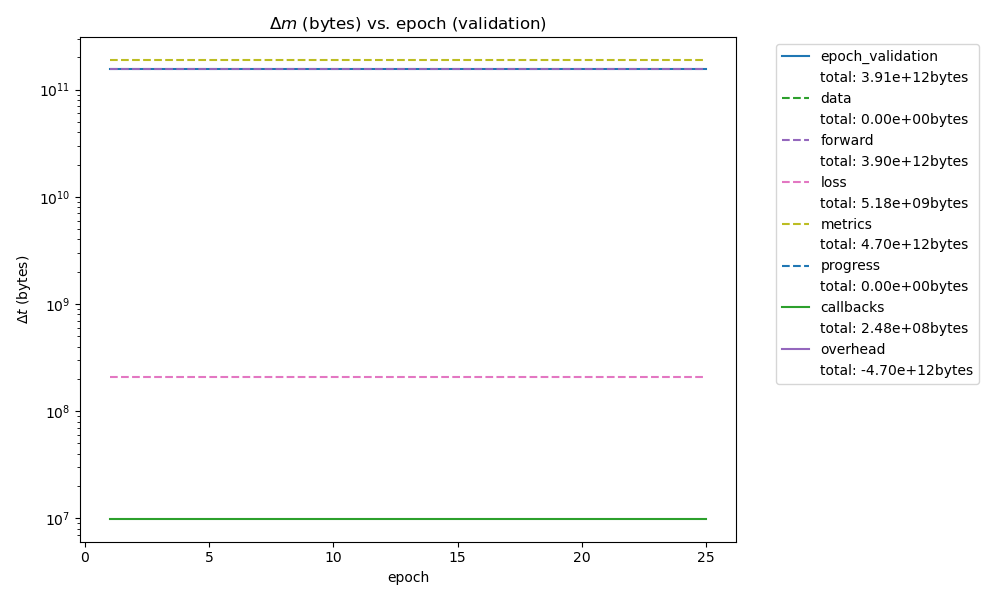 Δm (bytes) vs. epoch (validation)
Δt (bytes)
10¹¹
10¹⁰
10⁹
10⁸
10⁷
0 5 10 15 20 25
epoch
epoch_validation
total: 3.91e+12bytes
data
total: 0.00e+00bytes
forward
total: 3.90e+12bytes
loss
total: 5.18e+09bytes
metrics
total: 4.70e+12bytes
progress
total: 0.00e+00bytes
callbacks
total: 2.48e+08bytes
overhead
total: -4.70e+12bytes